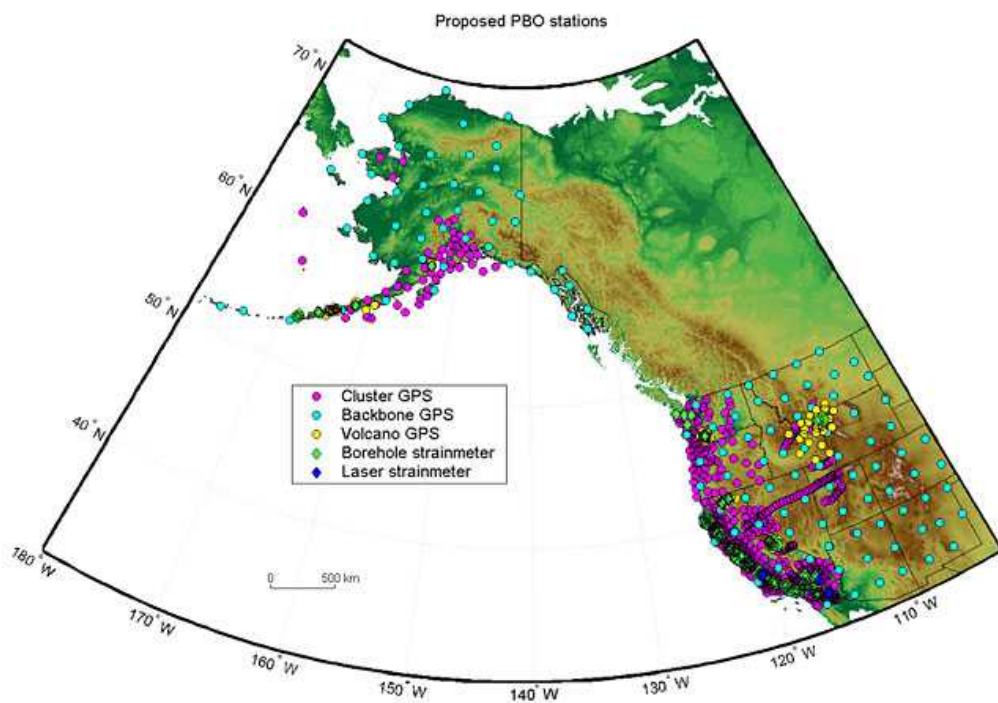 Proposed PBO stations
70°N
60°N
50°N
40°N
Cluster GPS
Backbone GPS
Volcano GPS
Borehole strainmeter
Laser strainmeter
0 500 km
180°W
170°W
160°W
150°W
140°W
130°W
120°W
110°W